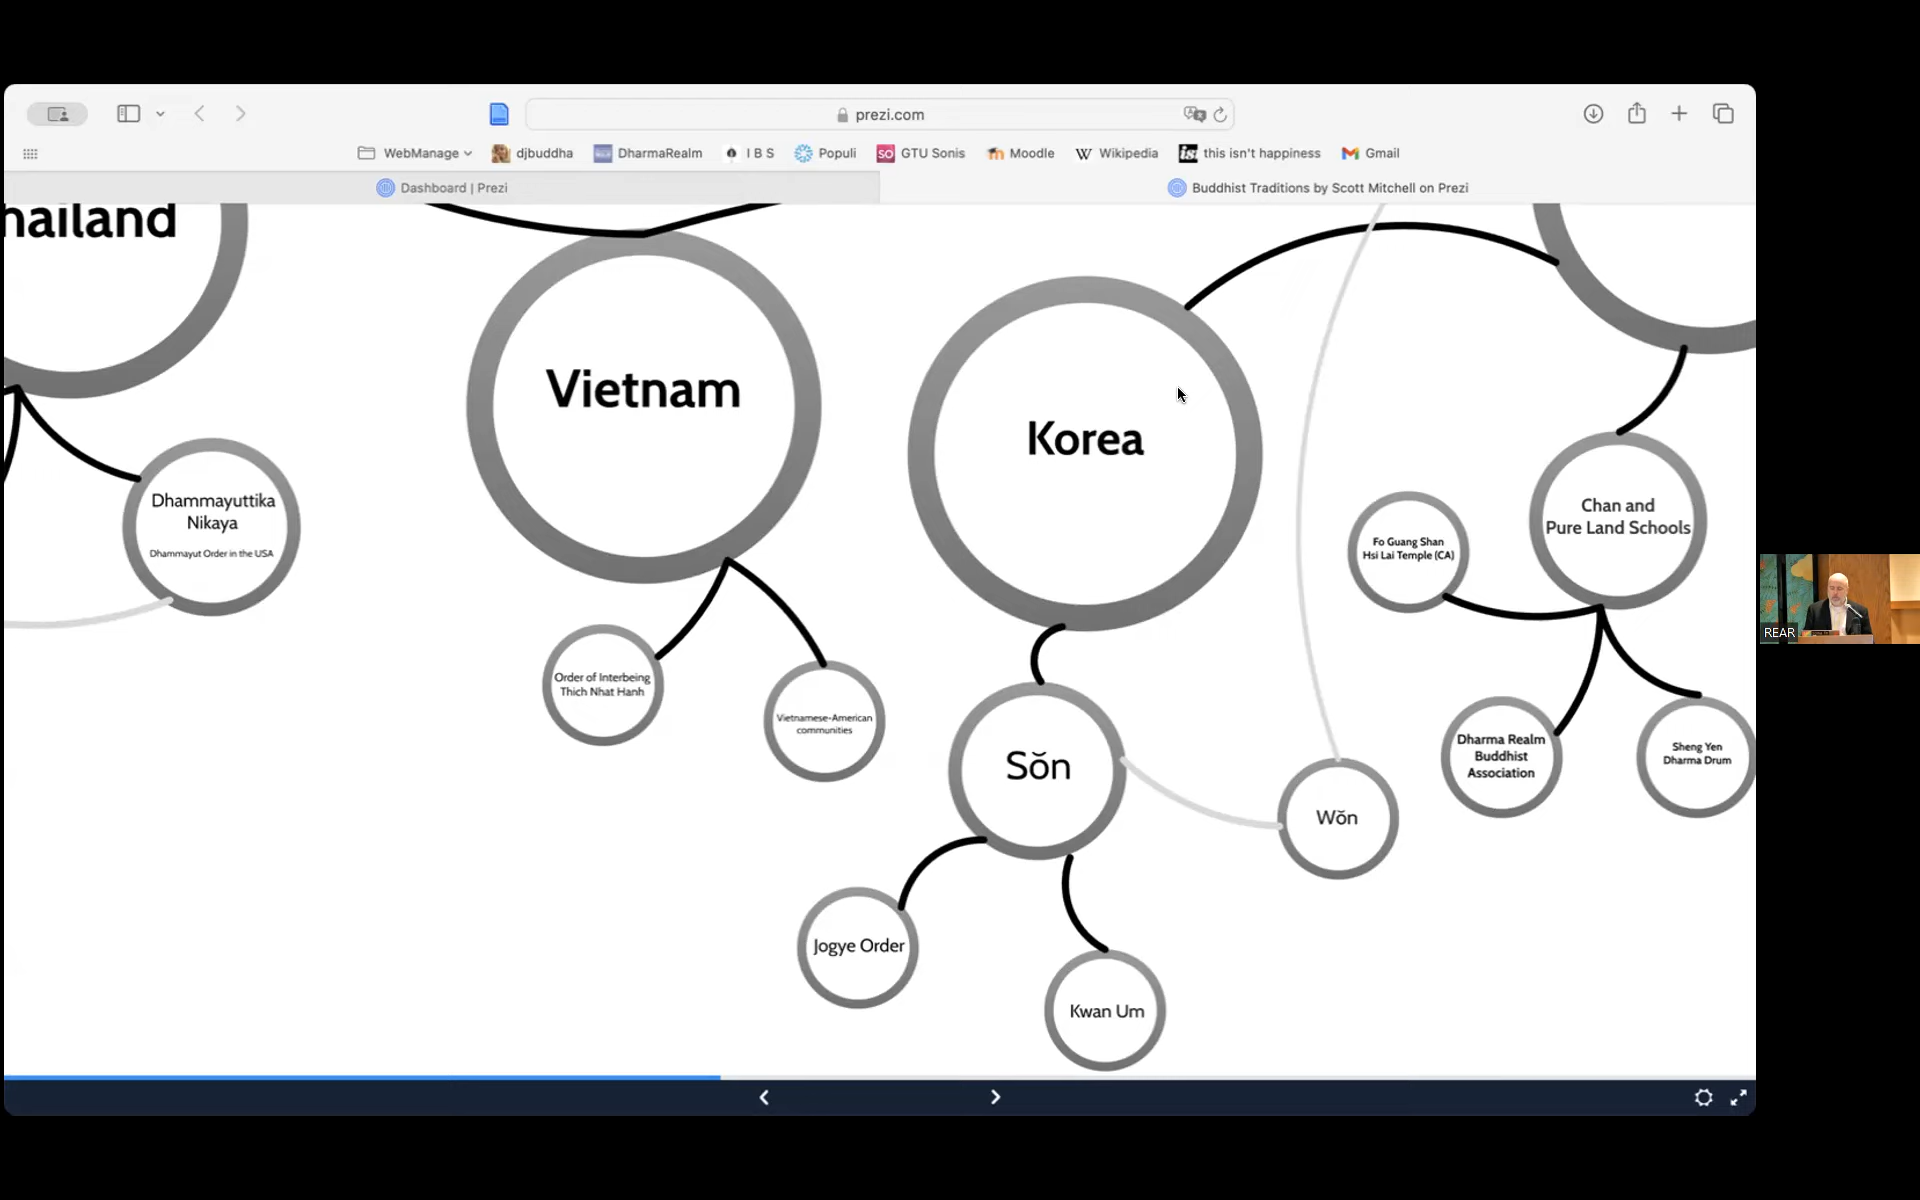 prezi.com
WebManage
djbuddha
DharmaRealm
I B S
Populi
GTU Sonis
Moodle
Wikipedia
this isn't happiness
Gmail
Dashboard | Prezi
Buddhist Traditions by Scott Mitchell on Prezi
hailand
Vietnam
Korea
Dhammayuttika
Nikaya
Dhammayut Order in the USA
Chan and
Pure Land Schools
Fo Guang Shan
Hsi Lai Temple (CA)
Order of Interbeing
Thich Nhat Hanh
Vietnamese-American
communities
Sŏn
Wŏn
Dharma Realm
Buddhist
Association
Sheng Yen
Dharma Drum
Jogye Order
Kwan Um
REAR